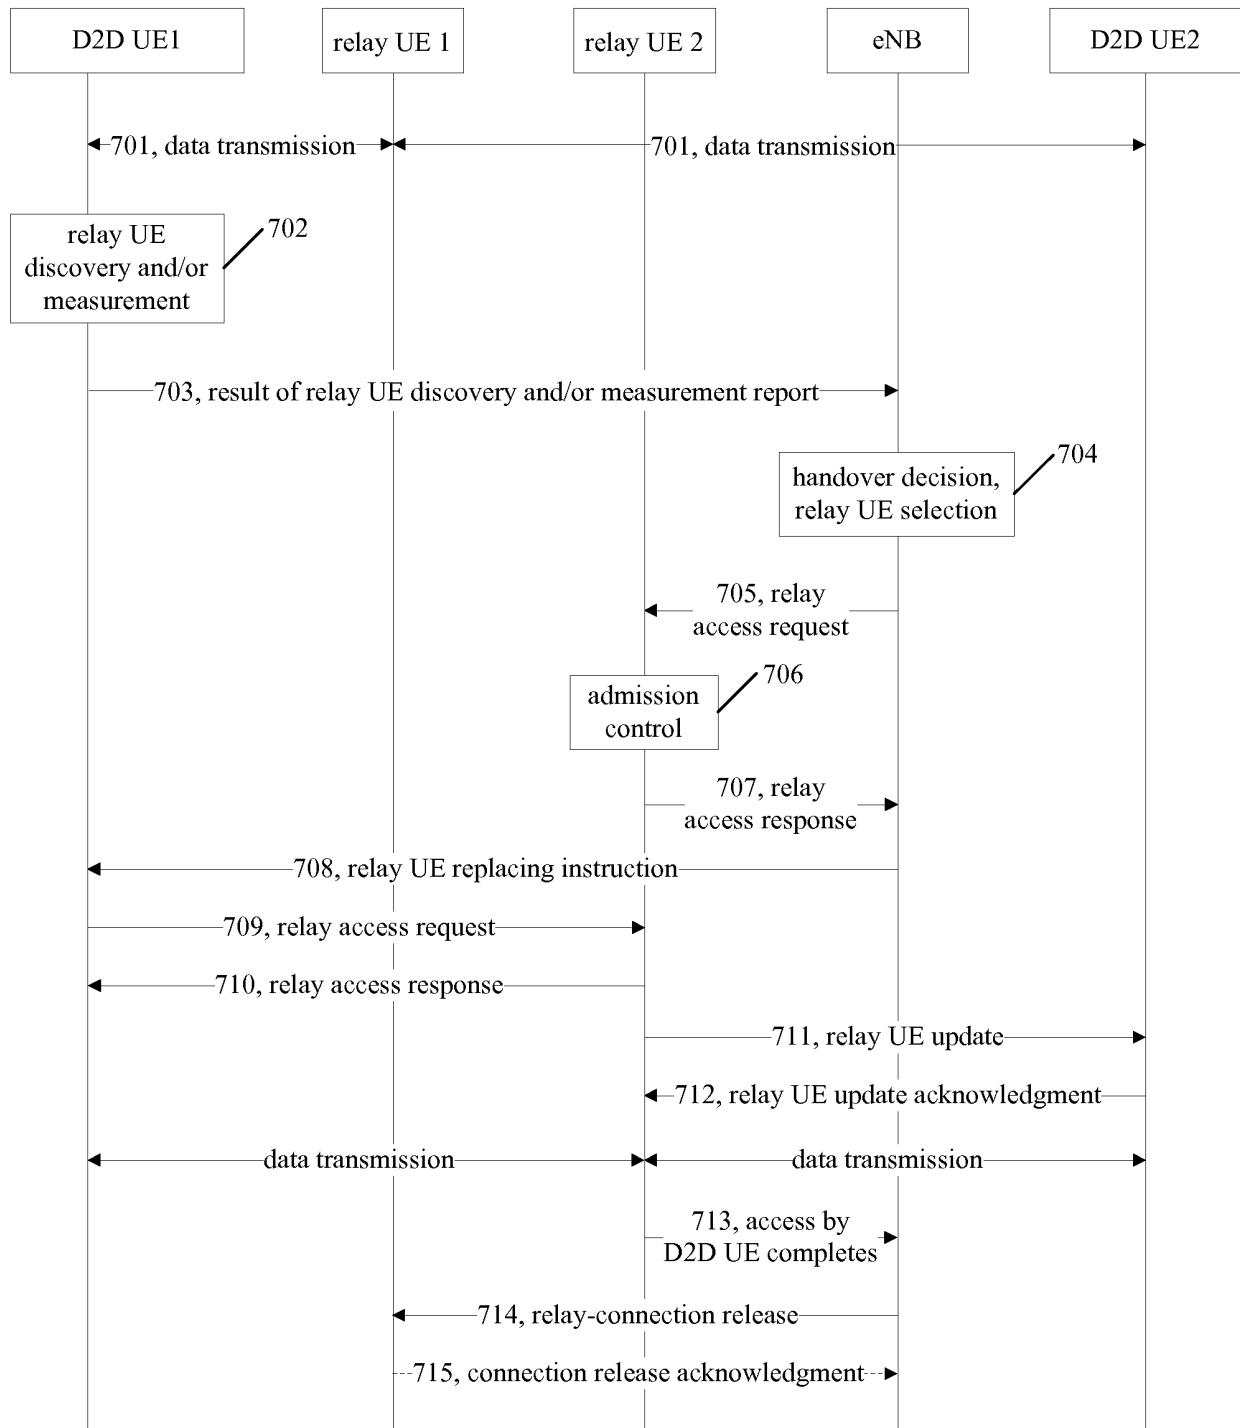 D2D UE1
relay UE 1
relay UE 2
eNB
D2D UE2
701, data transmission
701, data transmission
relay UE
discovery and/or
measurement
702
703, result of relay UE discovery and/or measurement report
handover decision,
relay UE selection
704
705, relay
access request
admission
control
706
707, relay
access response
708, relay UE replacing instruction
709, relay access request
710, relay access response
711, relay UE update
712, relay UE update acknowledgment
data transmission
data transmission
713, access by
D2D UE completes
714, relay-connection release
715, connection release acknowledgment